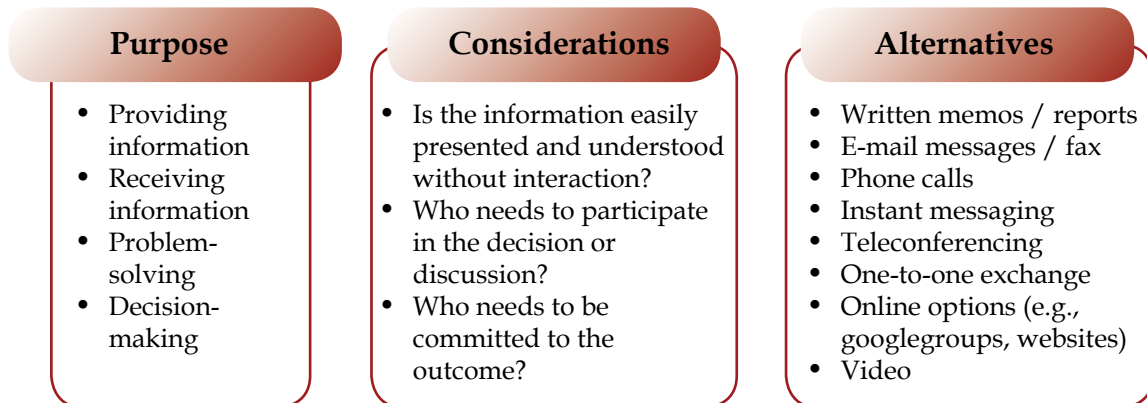 Purpose
• Providing
information
• Receiving
information
• Problem-
solving
• Decision-
making
Considerations
• Is the information easily
presented and understood
without interaction?
• Who needs to participate
in the decision or
discussion?
• Who needs to be
committed to the
outcome?
Alternatives
• Written memos / reports
• E-mail messages / fax
• Phone calls
• Instant messaging
• Teleconferencing
• One-to-one exchange
• Online options (e.g.,
googlegroups, websites)
• Video